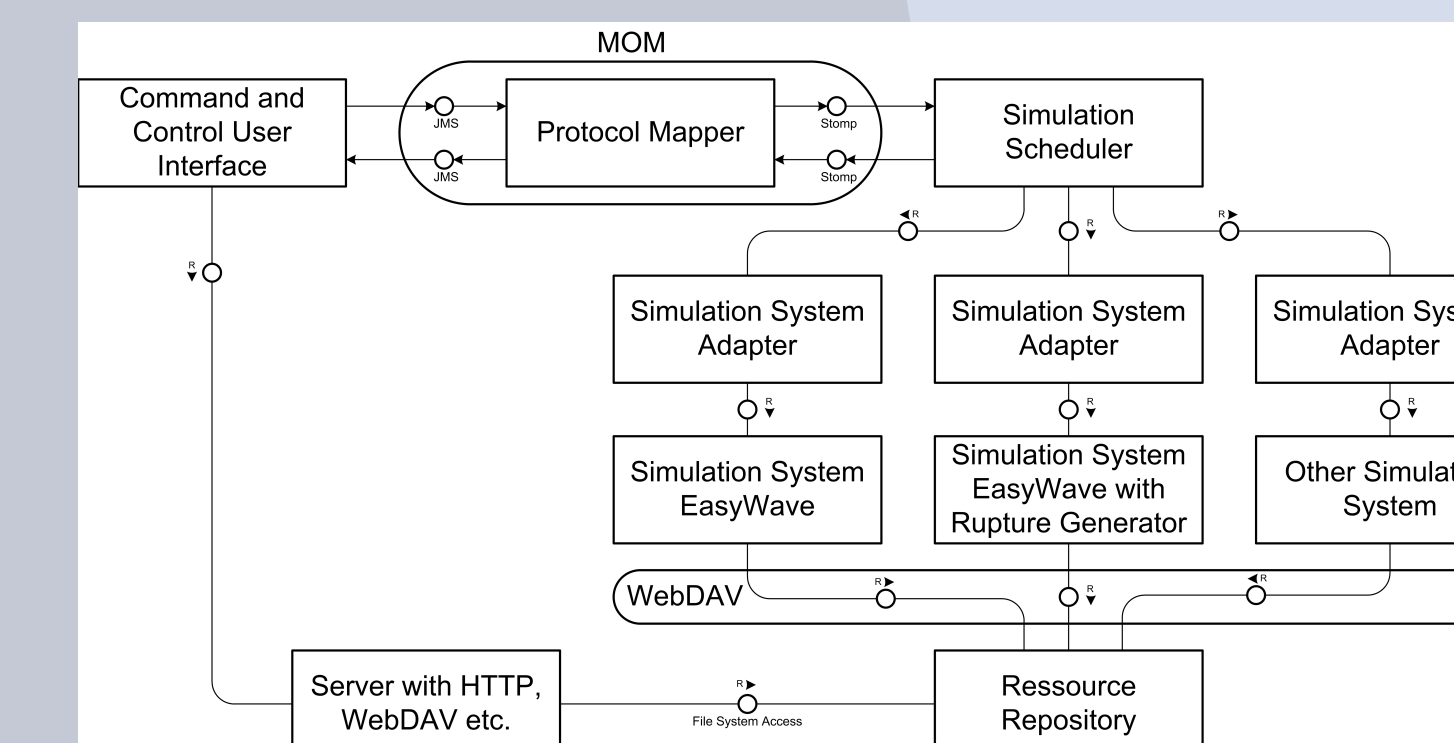 MOM
Command and
Control User
Interface
JMS
JMS
Protocol Mapper
Stomp
Stomp
Simulation
Scheduler
R
R
R
R
Simulation System
Adapter
Simulation System
Adapter
Simulation Sys
Adapter
R
R
R
Simulation System
EasyWave
Simulation System
EasyWave with
Rupture Generator
Other Simulat
System
WebDAV
R
R
R
Server with HTTP,
WebDAV etc.
R
File System Access
Ressource
Repository